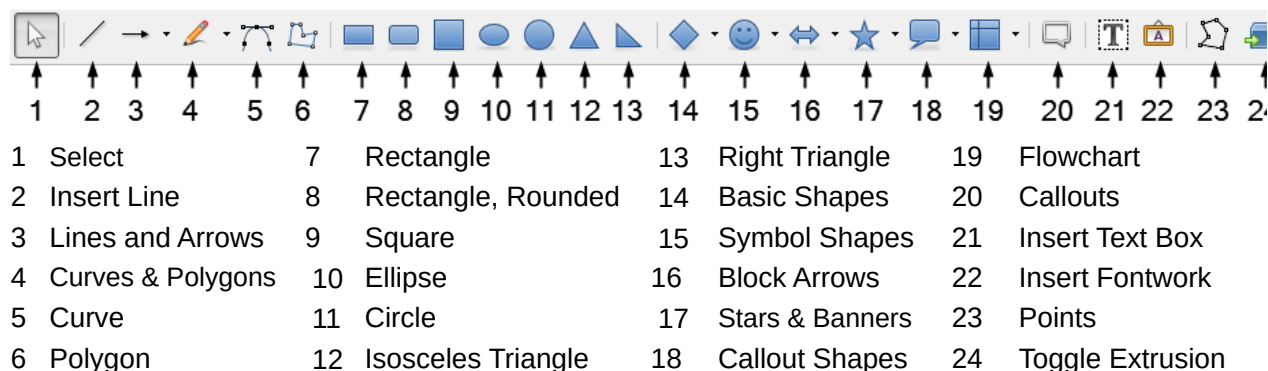 T A
1 2 3 4 5 6 7 8 9 10 11 12 13 14 15 16 17 18 19 20 21 22 23 24
1 Select 7 Rectangle 13 Right Triangle 19 Flowchart
2 Insert Line 8 Rectangle, Rounded 14 Basic Shapes 20 Callouts
3 Lines and Arrows 9 Square 15 Symbol Shapes 21 Insert Text Box
4 Curves & Polygons 10 Ellipse 16 Block Arrows 22 Insert Fontwork
5 Curve 11 Circle 17 Stars & Banners 23 Points
6 Polygon 12 Isosceles Triangle 18 Callout Shapes 24 Toggle Extrusion